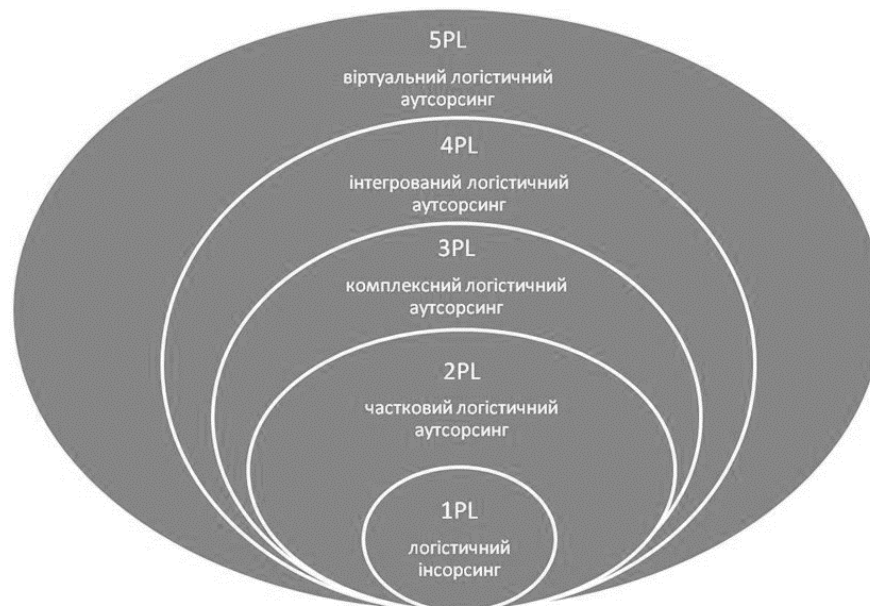 5PL
віртуальний логістичний
аутсорсинг
4PL
інтегрований логістичний
аутсорсинг
3PL
комплексний логістичний
аутсорсинг
2PL
частковий логістичний
аутсорсинг
1PL
логістичний
інсорсинг